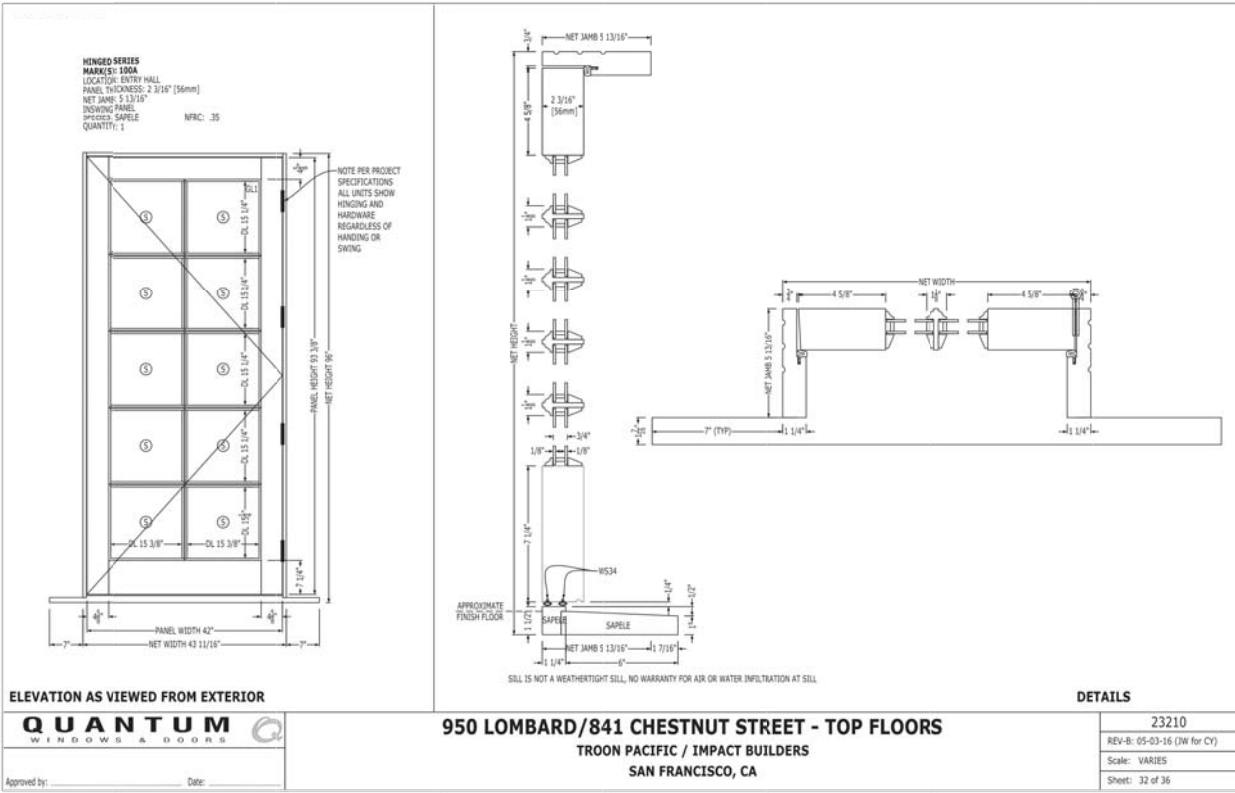 HINGED SERIES
MARK(S): 100A
LOCATION: ENTRY HALL
PANEL THICKNESS: 2 3/16" [56mm]
NET JAMB: 5 13/16"
INSWING PANEL
SPECIES: SAPELE NFRC: .35
QUANTITY: 1
NOTE PER PROJECT
SPECIFICATIONS
ALL UNITS SHOW
HINGING AND
HARDWARE
REGARDLESS OF
HANDING OR
SWING
GL1
S
S
DL 15 1/4"
S
S
DL 15 1/4"
S
S
DL 15 1/4"
S
S
DL 15 1/4"
S
S
DL 15 3/8"
DL 15 3/8"
PANEL HEIGHT 93 3/8"
NET HEIGHT 96"
7 1/4"
PANEL WIDTH 42"
7"
NET WIDTH 43 11/16"
7"
ELEVATION AS VIEWED FROM EXTERIOR
3/4"
NET JAMB 5 13/16"
4 5/8"
2 3/16"
[56mm]
NET HEIGHT
3/4"
1/8"
1/8"
7 1/4"
WS34
APPROXIMATE
FINISH FLOOR
1 1/2"
SAPELE
SAPELE
1/4"
1/2"
1"
NET JAMB 5 13/16"
1 7/16"
1 1/4"
6"
SILL IS NOT A WEATHERTIGHT SILL, NO WARRANTY FOR AIR OR WATER INFILTRATION AT SILL
NET WIDTH
4 5/8"
4 5/8"
NET JAMB 5 13/16"
7" (TYP)
1 1/4"
1 1/4"
DETAILS
QUANTUM
WINDOWS & DOORS
Approved by: Date:
950 LOMBARD/841 CHESTNUT STREET - TOP FLOORS
TROON PACIFIC / IMPACT BUILDERS
SAN FRANCISCO, CA
23210
REV-B: 05-03-16 (JW for CY)
Scale: VARIES
Sheet: 32 of 36